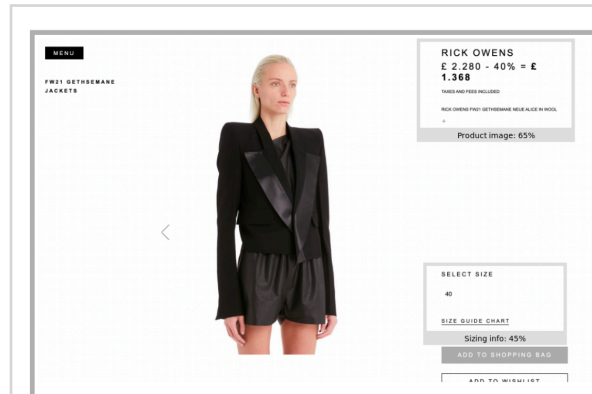 MENU
FW21 GETHSEMANE
JACKETS
RICK OWENS
£ 2.280 - 40% = £
1.368
TAXES AND FEES INCLUDED
RICK OWENS FW21 GETHSEMANE NEUE ALICE IN WOOL
+
Product image: 65%
SELECT SIZE
40
SIZE GUIDE CHART
Sizing info: 45%
ADD TO SHOPPING BAG
ADD TO WISHLIST